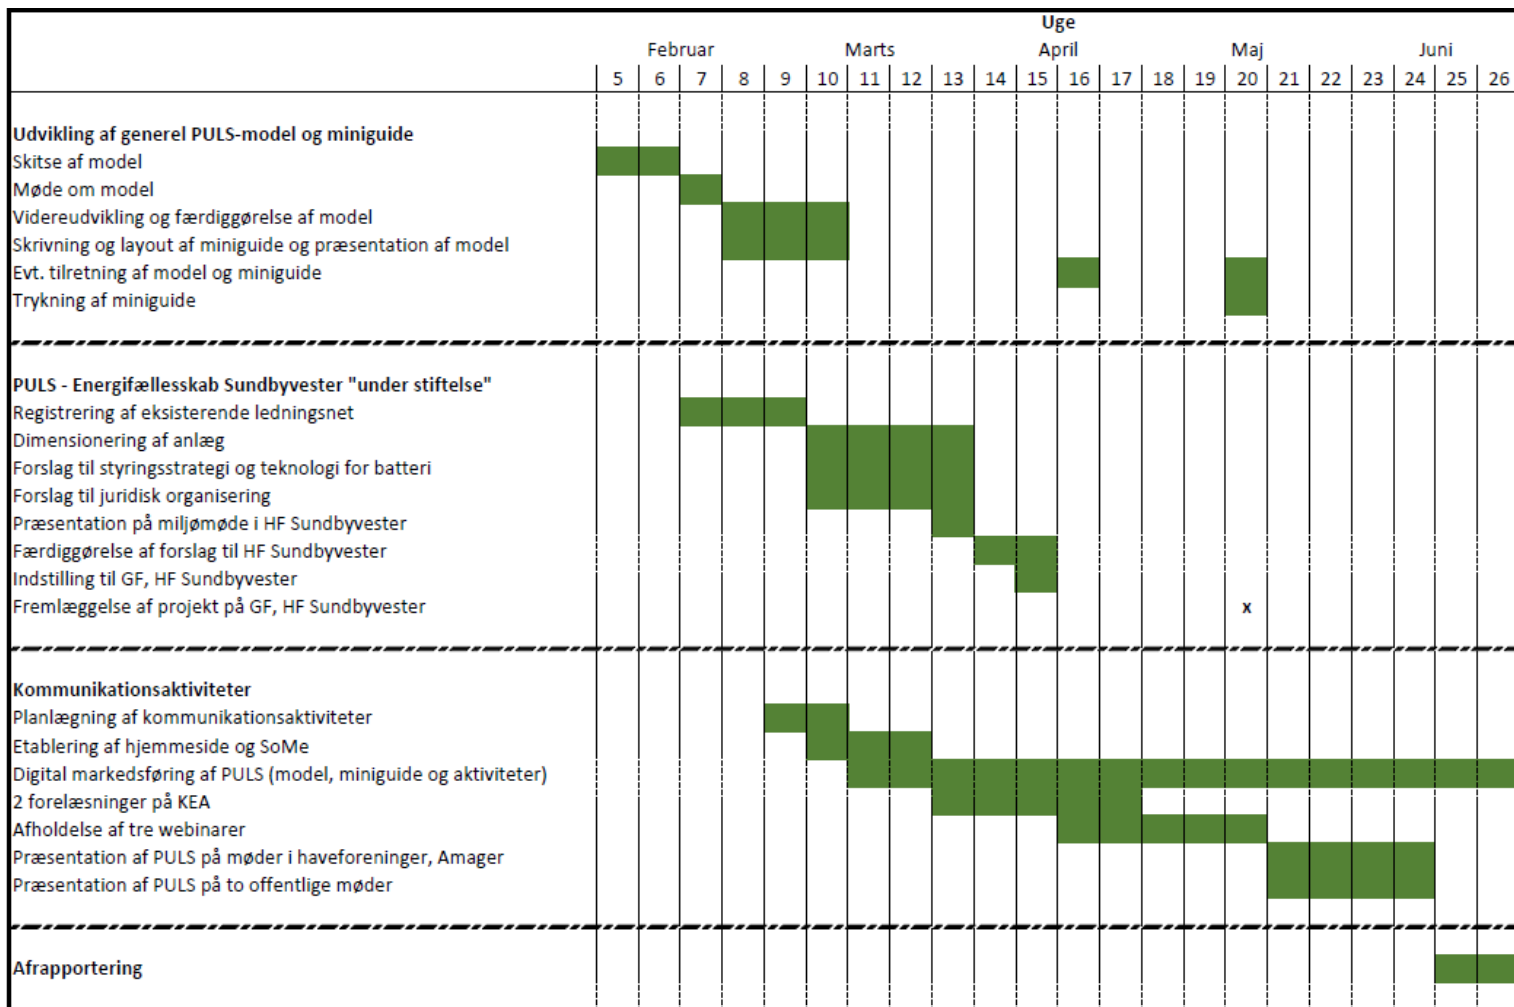 Uge
Februar Marts April Maj Juni
5 6 7 8 9 10 11 12 13 14 15 16 17 18 19 20 21 22 23 24 25 26
Udvikling af generel PULS-model og miniguide
Skitse af model
Møde om model
Videreudvikling og færdiggørelse af model
Skrivning og layout af miniguide og præsentation af model
Evt. tilretning af model og miniguide
Trykning af miniguide
PULS - Energifællesskab Sundbyvester "under stiftelse"
Registrering af eksisterende ledningsnet
Dimensionering af anlæg
Forslag til styringsstrategi og teknologi for batteri
Forslag til juridisk organisering
Præsentation på miljømøde i HF Sundbyvester
Færdiggørelse af forslag til HF Sundbyvester
Indstilling til GF, HF Sundbyvester
Fremlæggelse af projekt på GF, HF Sundbyvester x
Kommunikationsaktiviteter
Planlægning af kommunikationsaktiviteter
Etablering af hjemmeside og SoMe
Digital markedsføring af PULS (model, miniguide og aktiviteter)
2 forelæsninger på KEA
Afholdelse af tre webinarer
Præsentation af PULS på møder i haveforeninger, Amager
Præsentation af PULS på to offentlige møder
Afrapportering